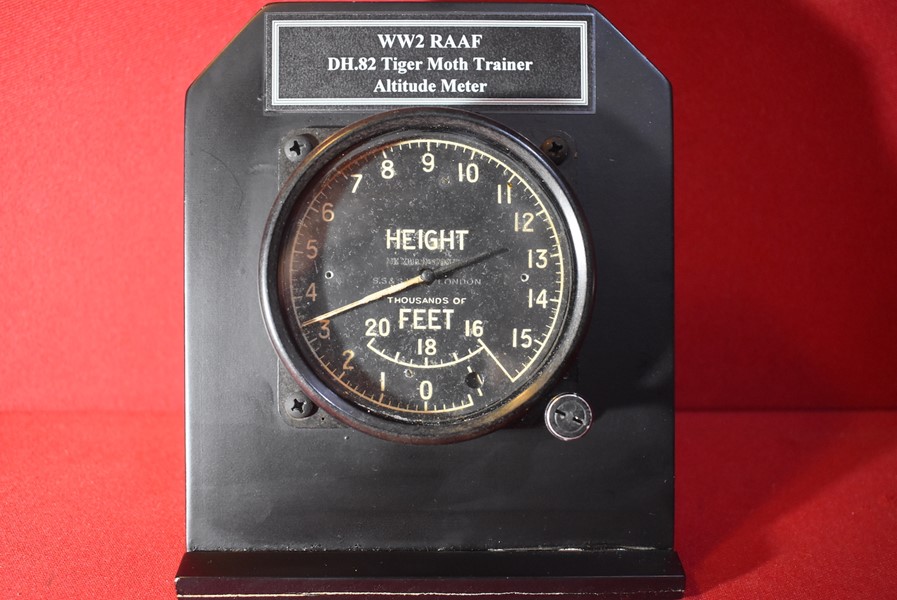 WW2 RAAF
DH.82 Tiger Moth Trainer
Altitude Meter
9
8 10
7 11
6 12
HEIGHT
5 13
LONDON
4 14
THOUSANDS OF
FEET
3 15
20 16
18
2
1 0